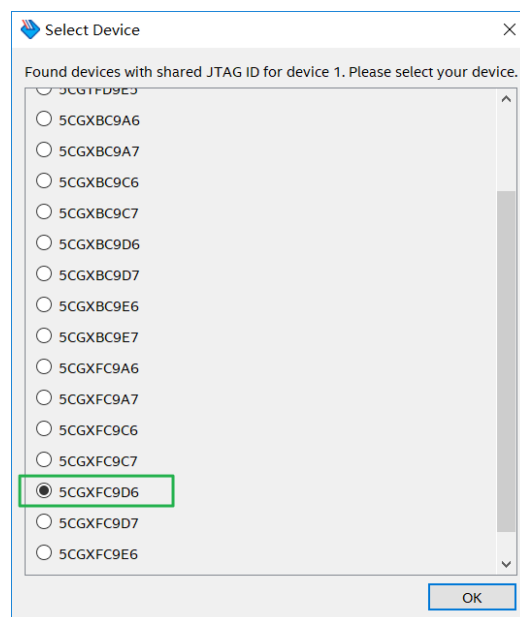 Select Device
Found devices with shared JTAG ID for device 1. Please select your device.
5CGTFD9E5
5CGXBC9A6
5CGXBC9A7
5CGXBC9C6
5CGXBC9C7
5CGXBC9D6
5CGXBC9D7
5CGXBC9E6
5CGXBC9E7
5CGXFC9A6
5CGXFC9A7
5CGXFC9C6
5CGXFC9C7
5CGXFC9D6
5CGXFC9D7
5CGXFC9E6
OK